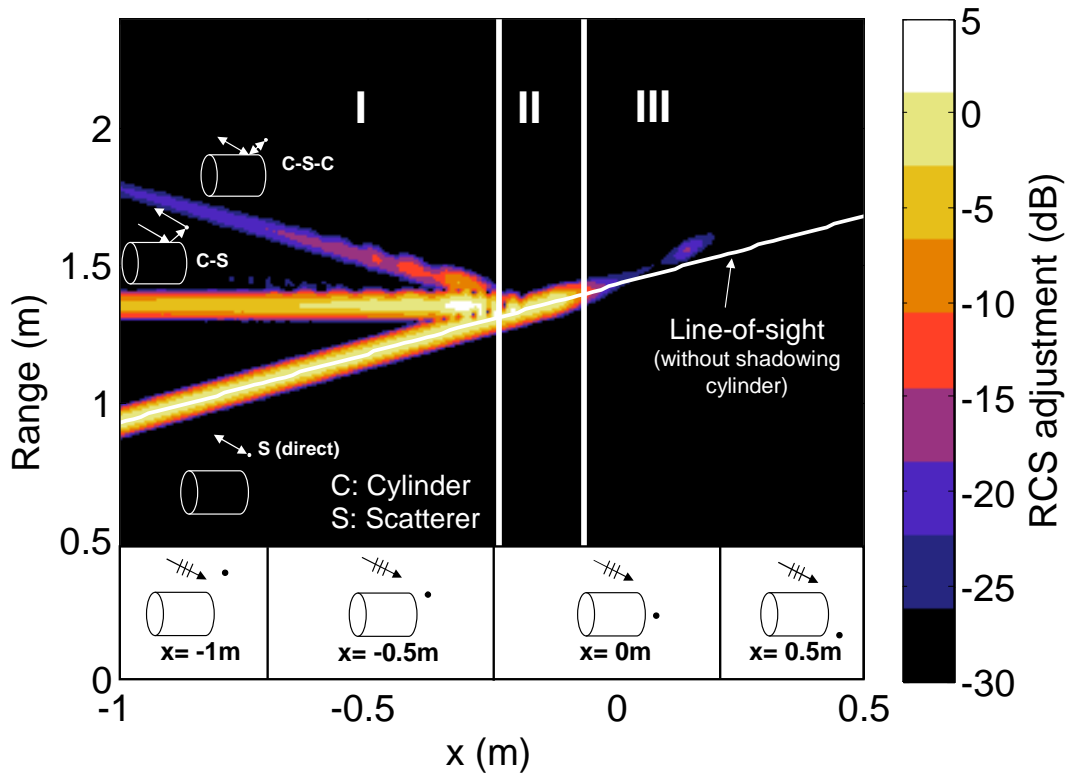 I
II
III
C-S-C
C-S
S (direct)
C: Cylinder
S: Scatterer
Line-of-sight
(without shadowing
cylinder)
x= -1m
x= -0.5m
x= 0m
x= 0.5m
2
1.5
1
0.5
0
Range (m)
-1
-0.5
0
0.5
x (m)
5
0
-5
-10
-15
-20
-25
-30
RCS adjustment (dB)